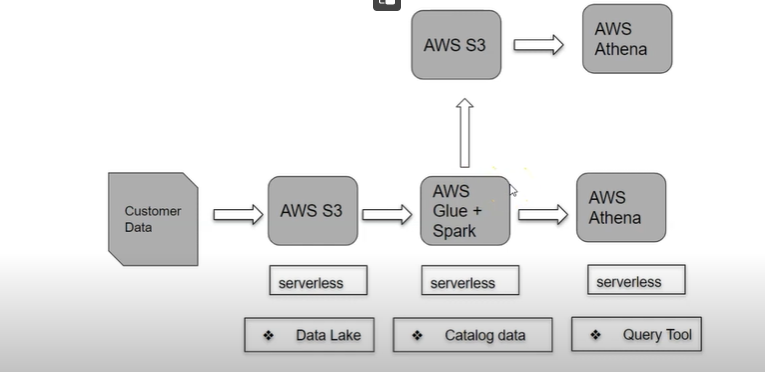 AWS S3
AWS
Athena
Customer
Data
AWS S3
AWS
Glue +
Spark
AWS
Athena
serverless
serverless
serverless
❖ Data Lake
❖ Catalog data
❖ Query Tool